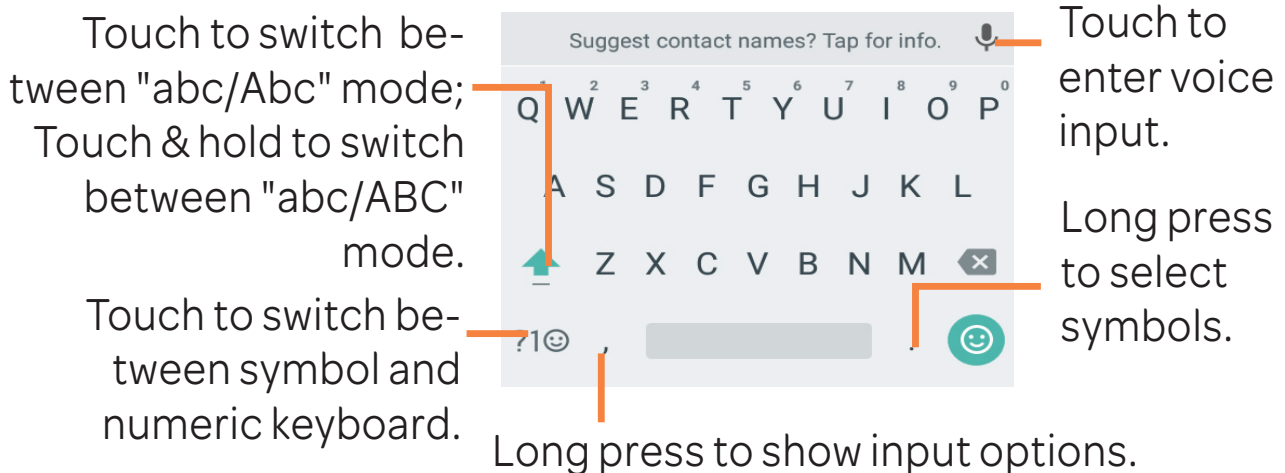 Touch to switch be-
tween "abc/Abc" mode;
Touch & hold to switch
between "abc/ABC"
mode.
Touch to switch be-
tween symbol and
numeric keyboard.
Suggest contact names? Tap for info.
1 2 3 4 5 6 7 8 9 0
Q W E R T Y U I O P
A S D F G H J K L
Z X C V B N M
?1☺ , .
Touch to
enter voice
input.
Long press
to select
symbols.
Long press to show input options.